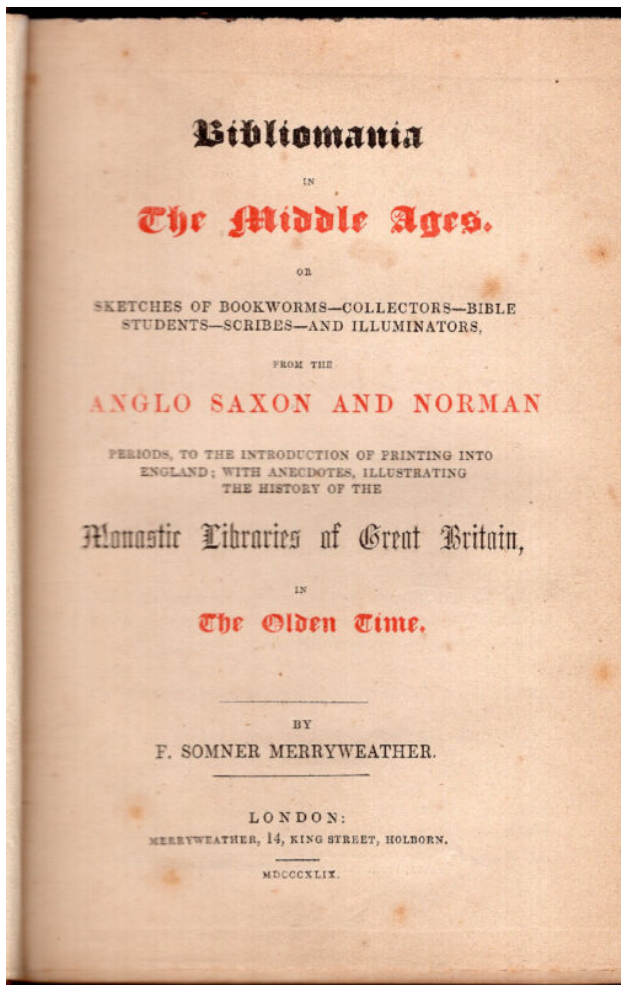 Bibliomania
IN
The Middle Ages.
OR
SKETCHES OF BOOKWORMS—COLLECTORS—BIBLE
STUDENTS—SCRIBES—AND ILLUMINATORS,
FROM THE
ANGLO SAXON AND NORMAN
PERIODS, TO THE INTRODUCTION OF PRINTING INTO
ENGLAND; WITH ANECDOTES, ILLUSTRATING
THE HISTORY OF THE
Monastic Libraries of Great Britain,
IN
The Olden Time.
BY
F. SOMNER MERRYWEATHER.
LONDON:
MERRYWEATHER, 14, KING STREET, HOLBORN.
MDCCCXLIX.